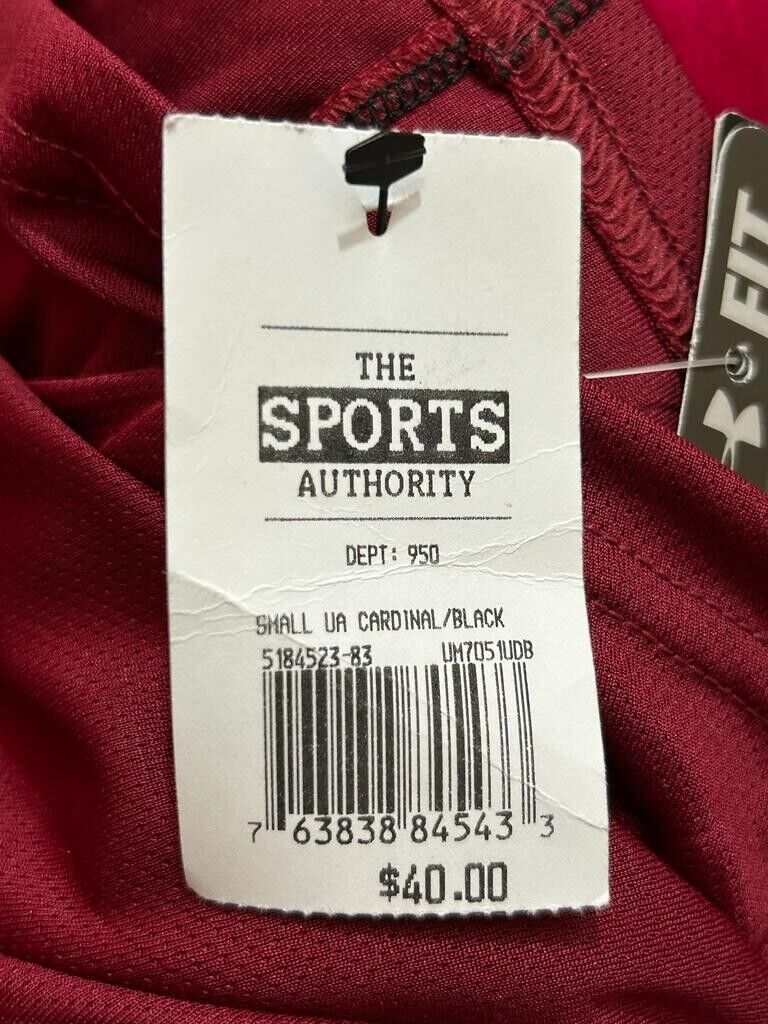 THE
SPORTS
AUTHORITY
DEPT: 950
SMALL UA CARDINAL/BLACK
5184523-83 UM7051UDB
7 63838 84543 3
$40.00
FIT